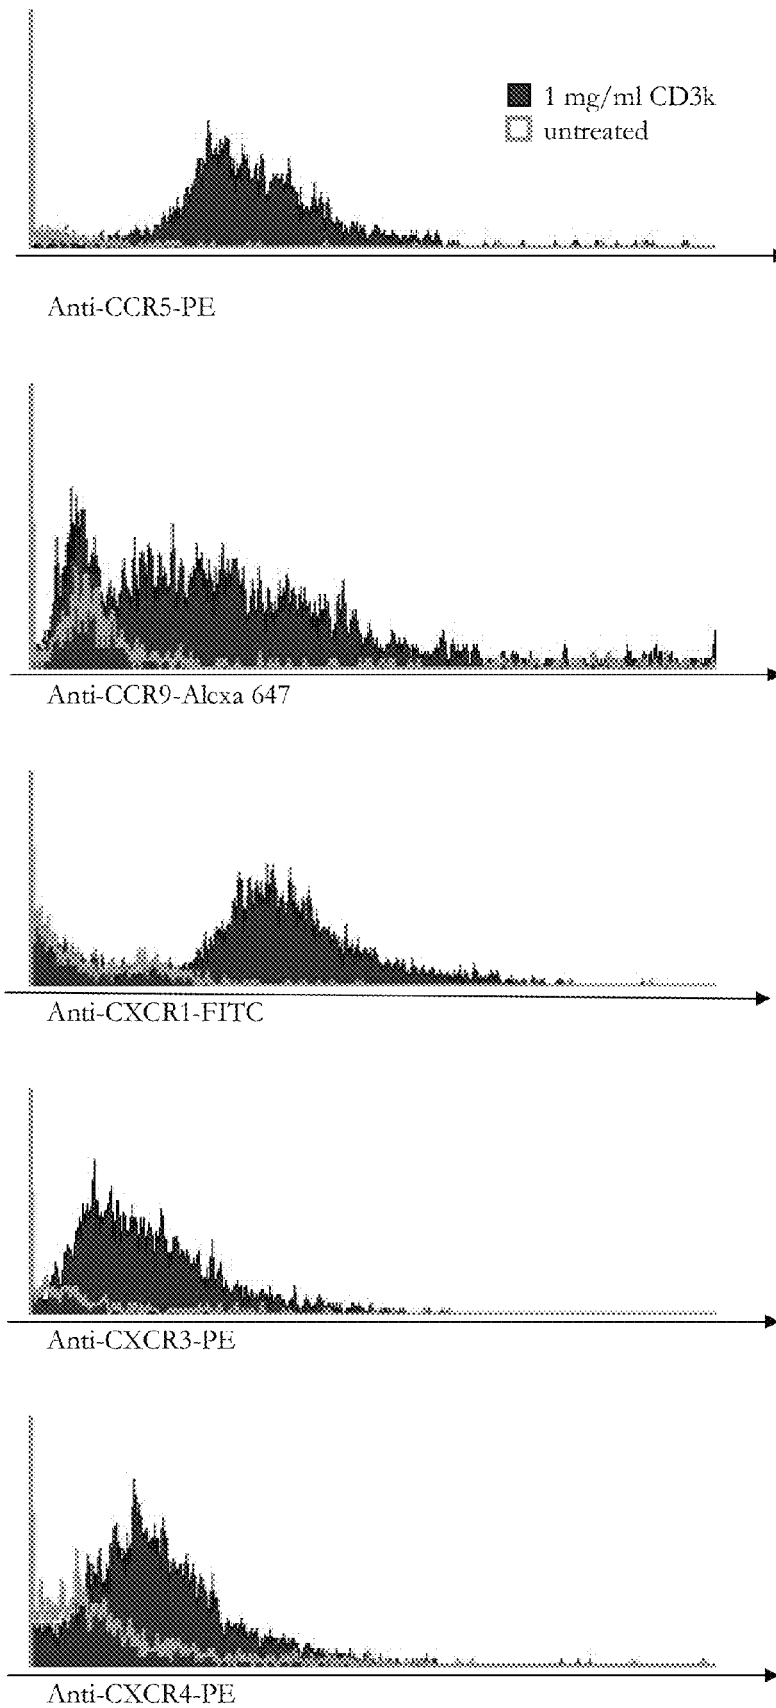 1 mg/ml CD3k
untreated
Anti-CCR5-PE
Anti-CCR9-Alexa 647
Anti-CXCR1-FITC
Anti-CXCR3-PE
Anti-CXCR4-PE